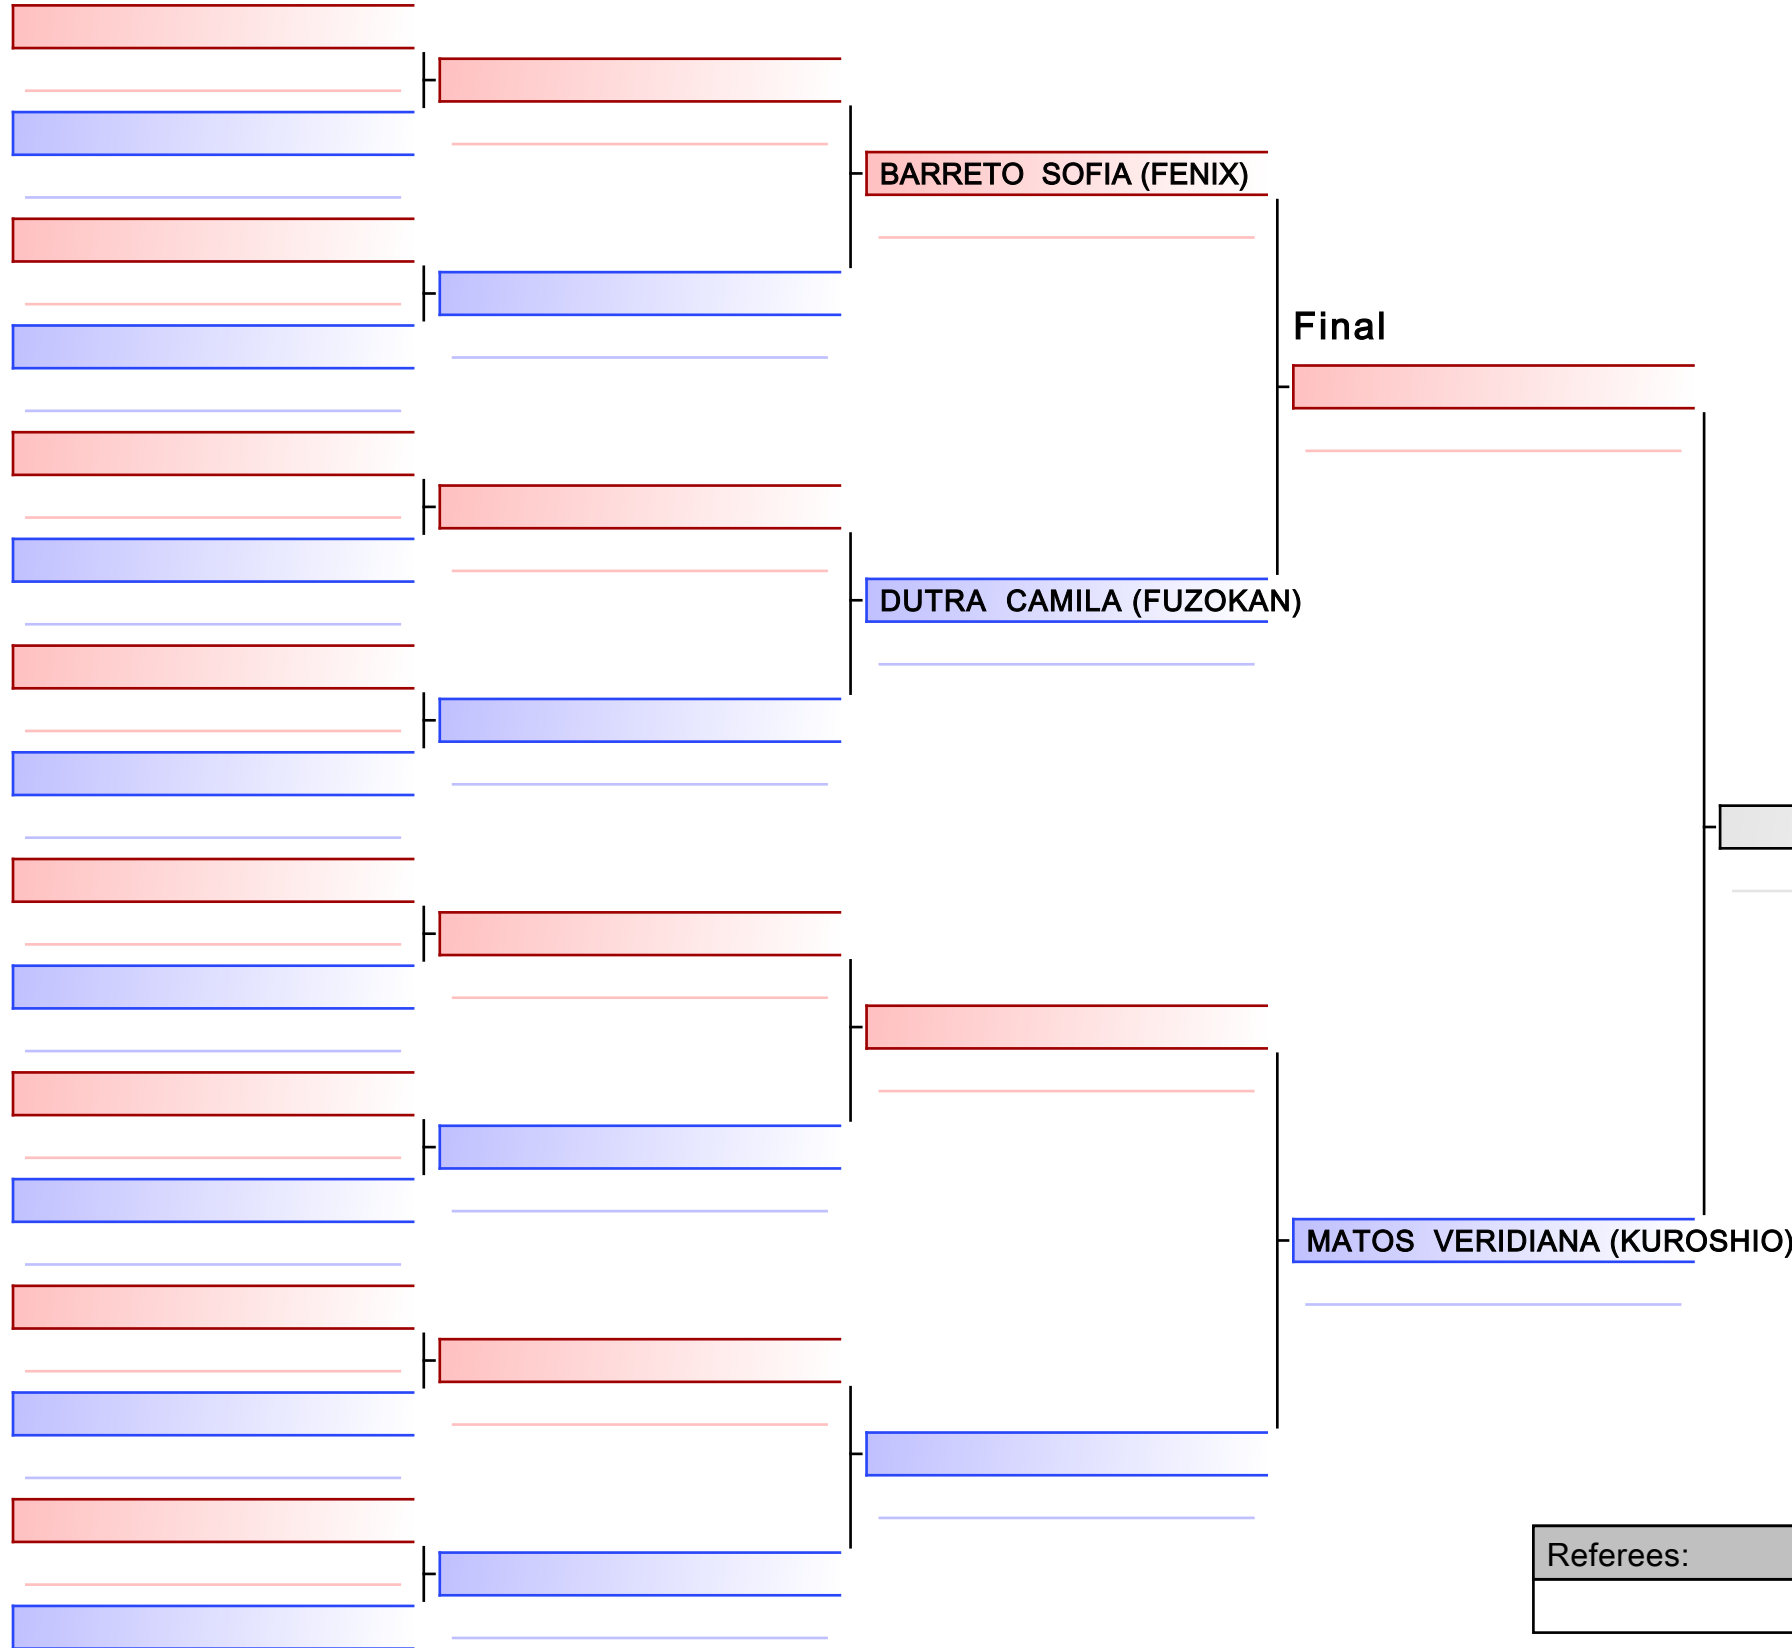 BARRETO  SOFIA (FENIX)
Final
DUTRA  CAMILA (FUZOKAN)
MATOS  VERIDIANA (KUROSHIO)
Referees: